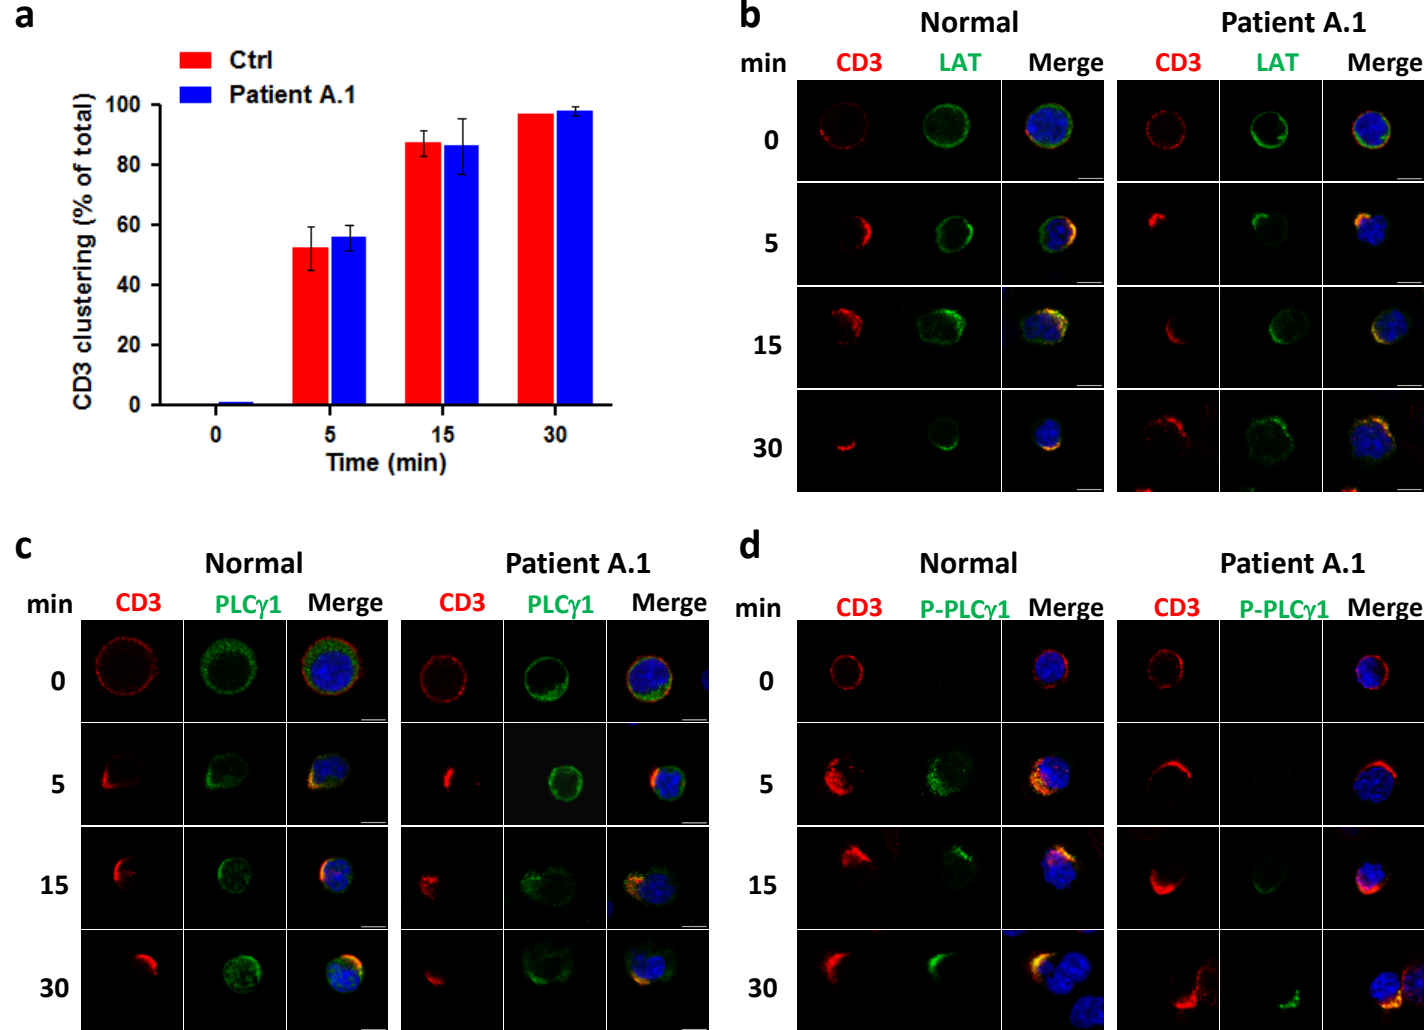 a
Ctrl
Patient A.1
CD3 clustering (% of total)
100
80
60
40
20
0
0 5 15 30
Time (min)
b
Normal Patient A.1
min CD3 LAT Merge CD3 LAT Merge
0
5
15
30
c
Normal Patient A.1
min CD3 PLCγ1 Merge CD3 PLCγ1 Merge
0
5
15
30
d
Normal Patient A.1
min CD3 P-PLCγ1 Merge CD3 P-PLCγ1 Merge
0
5
15
30